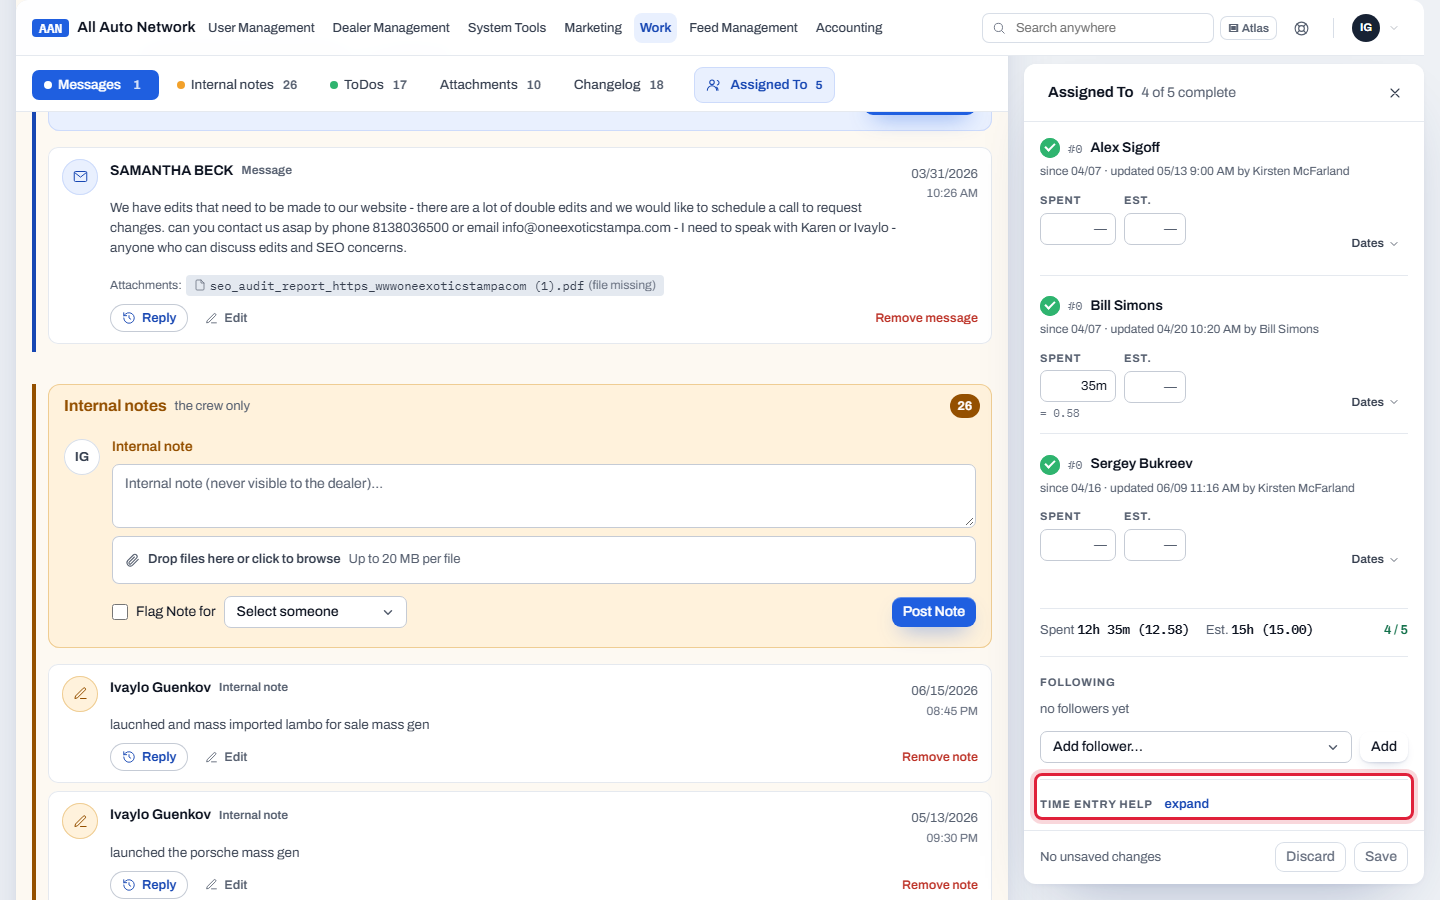 AAN All Auto Network User Management Dealer Management System Tools Marketing Work Feed Management Accounting Search anywhere Atlas IG
Messages 1 Internal notes 26 ToDos 17 Attachments 10 Changelog 18 Assigned To 5
SAMANTHA BECK Message
03/31/2026
10:26 AM
We have edits that need to be made to our website - there are a lot of double edits and we would like to schedule a call to request
changes. can you contact us asap by phone 8138036500 or email info@oneexoticstampa.com - I need to speak with Karen or Ivaylo -
anyone who can discuss edits and SEO concerns.
Attachments: seo_audit_report_https_wwwoneexoticstampacom (1).pdf (file missing)
Reply Edit Remove message
Internal notes the crew only 26
IG Internal note
Internal note (never visible to the dealer)...
Drop files here or click to browse Up to 20 MB per file
Flag Note for Select someone Post Note
Ivaylo Guenkov Internal note
06/15/2026
08:45 PM
laucnhed and mass imported lambo for sale mass gen
Reply Edit Remove note
Ivaylo Guenkov Internal note
05/13/2026
09:30 PM
launched the porsche mass gen
Reply Edit Remove note
Assigned To 4 of 5 complete
#0 Alex Sigoff
since 04/07 · updated 05/13 9:00 AM by Kirsten McFarland
SPENT EST.
— —
Dates
#0 Bill Simons
since 04/07 · updated 04/20 10:20 AM by Bill Simons
SPENT EST.
35m —
Dates
= 0.58
#0 Sergey Bukreev
since 04/16 · updated 06/09 11:16 AM by Kirsten McFarland
SPENT EST.
— —
Dates
Spent 12h 35m (12.58) Est. 15h (15.00) 4 / 5
FOLLOWING
no followers yet
Add follower... Add
TIME ENTRY HELP expand
No unsaved changes Discard Save